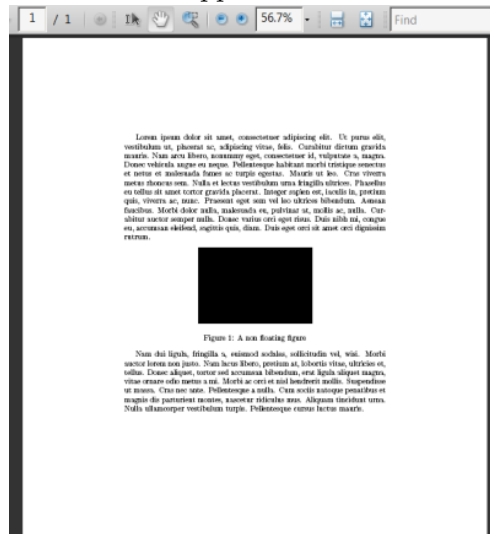 1 / 1 56.7% Find
Lorem ipsum dolor sit amet, consectetuer adipiscing elit. Ut purus elit,
vestibulum ut, placerat ac, adipiscing vitae, felis. Curabitur dictum gravida
mauris. Nam arcu libero, nonummy eget, consectetuer id, vulputate a, magna.
Donec vehicula augue eu neque. Pellentesque habitant morbi tristique senectus
et netus et malesuada fames ac turpis egestas. Mauris ut leo. Cras viverra
metus rhoncus sem. Nulla et lectus vestibulum urna fringilla ultrices. Phasellus
eu tellus sit amet tortor gravida placerat. Integer sapien est, iaculis in, pretium
quis, viverra ac, nunc. Praesent eget sem vel leo ultrices bibendum. Aenean
faucibus. Morbi dolor nulla, malesuada eu, pulvinar at, mollis ac, nulla. Cur-
abitur auctor semper nulla. Donec varius orci eget risus. Duis nibh mi, congue
eu, accumsan eleifend, sagittis quis, diam. Duis eget orci sit amet orci dignissim
rutrum.
Figure 1: A non floating figure
Nam dui ligula, fringilla a, euismod sodales, sollicitudin vel, wisi. Morbi
auctor lorem non justo. Nam lacus libero, pretium at, lobortis vitae, ultricies et,
tellus. Donec aliquet, tortor sed accumsan bibendum, erat ligula aliquet magna,
vitae ornare odio metus a mi. Morbi ac orci et nisl hendrerit mollis. Suspendisse
ut massa. Cras nec ante. Pellentesque a nulla. Cum sociis natoque penatibus et
magnis dis parturient montes, nascetur ridiculus mus. Aliquam tincidunt urna.
Nulla ullamcorper vestibulum turpis. Pellentesque cursus luctus mauris.